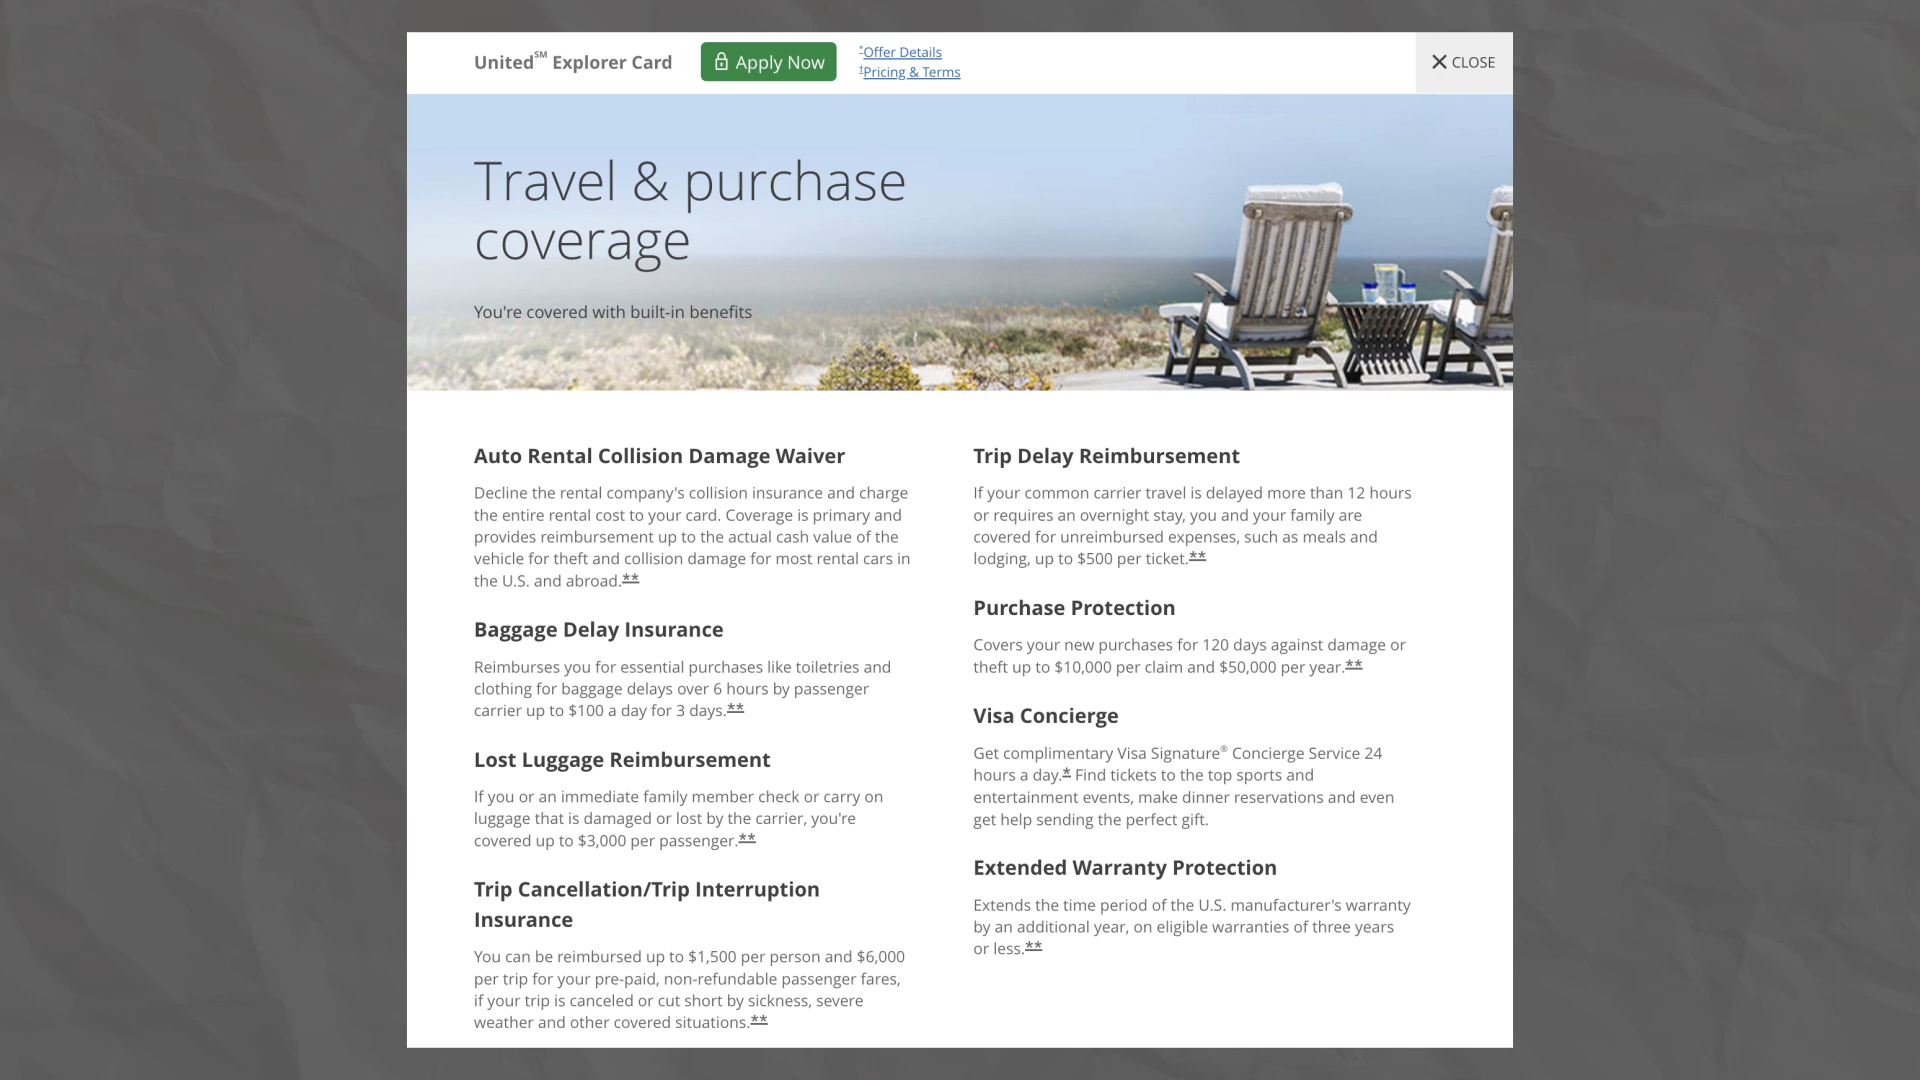 United℠ Explorer Card
Apply Now
*Offer Details
†Pricing & Terms
CLOSE
Travel & purchase
coverage
You're covered with built-in benefits
Auto Rental Collision Damage Waiver
Decline the rental company's collision insurance and charge
the entire rental cost to your card. Coverage is primary and
provides reimbursement up to the actual cash value of the
vehicle for theft and collision damage for most rental cars in
the U.S. and abroad.**
Baggage Delay Insurance
Reimburses you for essential purchases like toiletries and
clothing for baggage delays over 6 hours by passenger
carrier up to $100 a day for 3 days.**
Lost Luggage Reimbursement
If you or an immediate family member check or carry on
luggage that is damaged or lost by the carrier, you're
covered up to $3,000 per passenger.**
Trip Cancellation/Trip Interruption
Insurance
You can be reimbursed up to $1,500 per person and $6,000
per trip for your pre-paid, non-refundable passenger fares,
if your trip is canceled or cut short by sickness, severe
weather and other covered situations.**
Trip Delay Reimbursement
If your common carrier travel is delayed more than 12 hours
or requires an overnight stay, you and your family are
covered for unreimbursed expenses, such as meals and
lodging, up to $500 per ticket.**
Purchase Protection
Covers your new purchases for 120 days against damage or
theft up to $10,000 per claim and $50,000 per year.**
Visa Concierge
Get complimentary Visa Signature® Concierge Service 24
hours a day.* Find tickets to the top sports and
entertainment events, make dinner reservations and even
get help sending the perfect gift.
Extended Warranty Protection
Extends the time period of the U.S. manufacturer's warranty
by an additional year, on eligible warranties of three years
or less.**